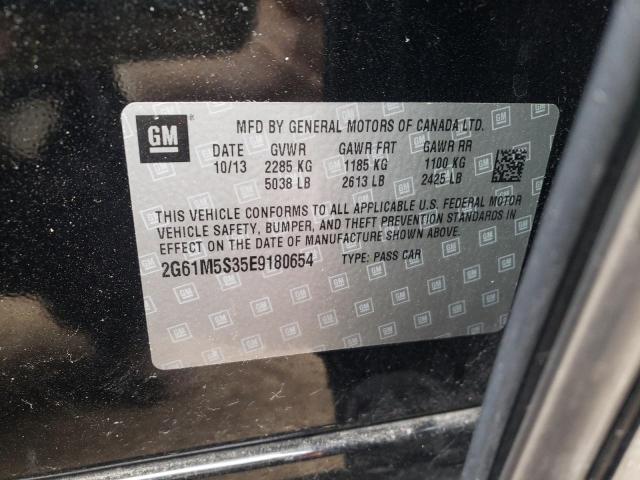 GM
MFD BY GENERAL MOTORS OF CANADA LTD.
DATE GVWR GAWR FRT GAWR RR
10/13 2285 KG 1185 KG 1100 KG
5038 LB 2613 LB 2425 LB
THIS VEHICLE CONFORMS TO ALL APPLICABLE U.S. FEDERAL MOTOR
VEHICLE SAFETY, BUMPER, AND THEFT PREVENTION STANDARDS IN
EFFECT ON THE DATE OF MANUFACTURE SHOWN ABOVE.
2G61M5S35E9180654 TYPE: PASS CAR